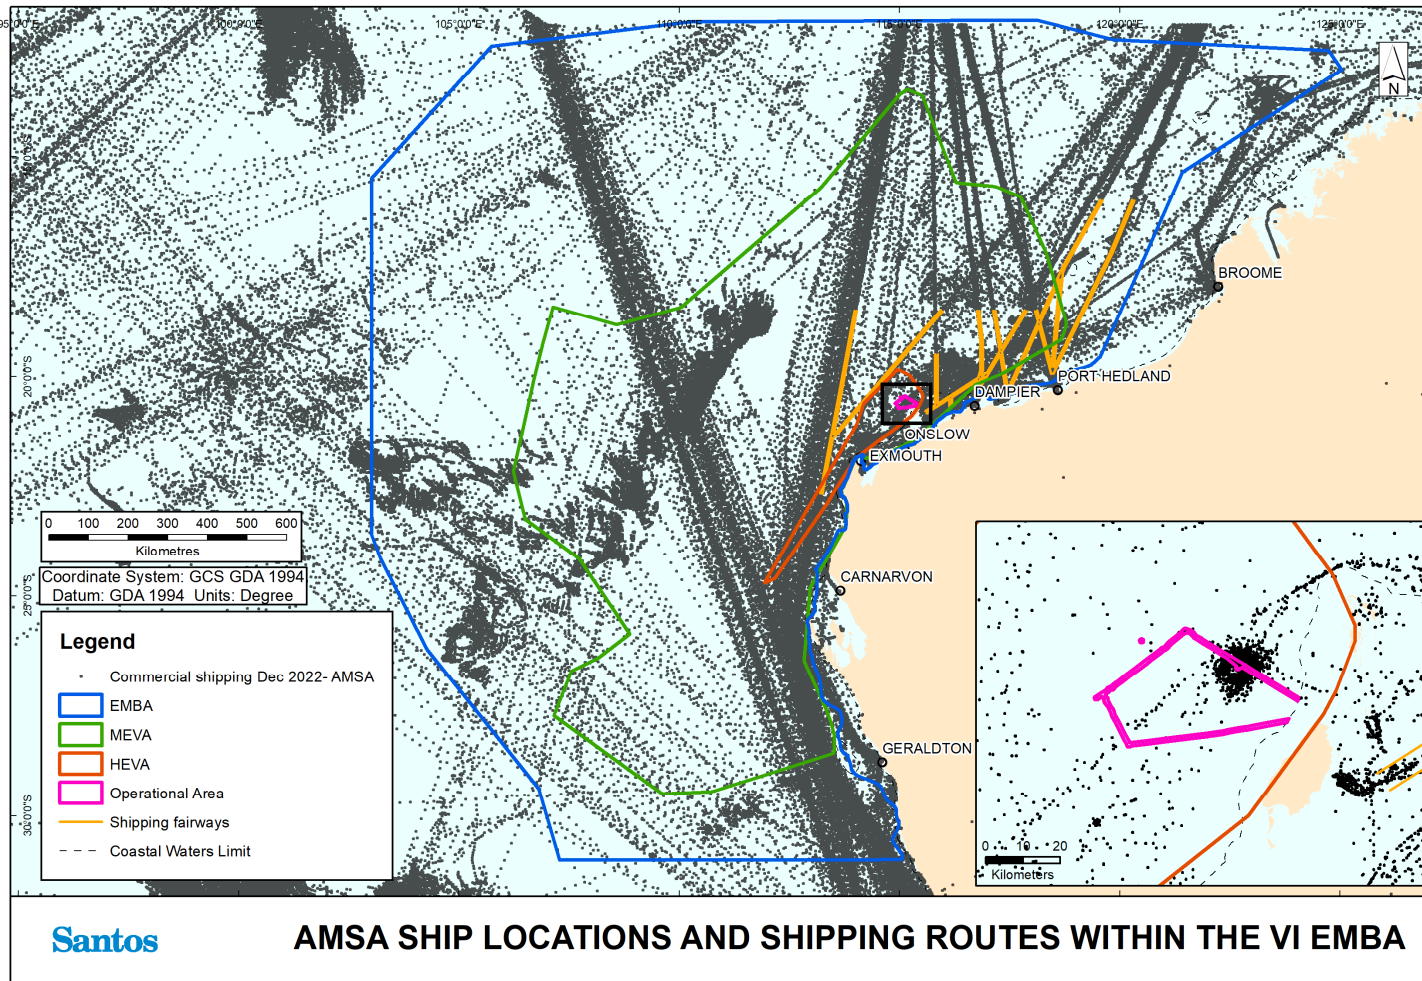 95°0'0"E 100°0'0"E 105°0'0"E 110°0'0"E 115°0'0"E 120°0'0"E 125°0'0"E
N
BROOME
20°0'0"S
PORT HEDLAND
DAMPIER
ONSLOW
EXMOUTH
0 100 200 300 400 500 600
Kilometres
Coordinate System: GCS GDA 1994
Datum: GDA 1994 Units: Degree
25°0'0"S
CARNARVON
Legend
Commercial shipping Dec 2022- AMSA
EMBA
MEVA
HEVA
Operational Area
Shipping fairways
Coastal Waters Limit
30°0'0"S
GERALDTON
0 10 20
Kilometers
Santos
AMSA SHIP LOCATIONS AND SHIPPING ROUTES WITHIN THE VI EMBA